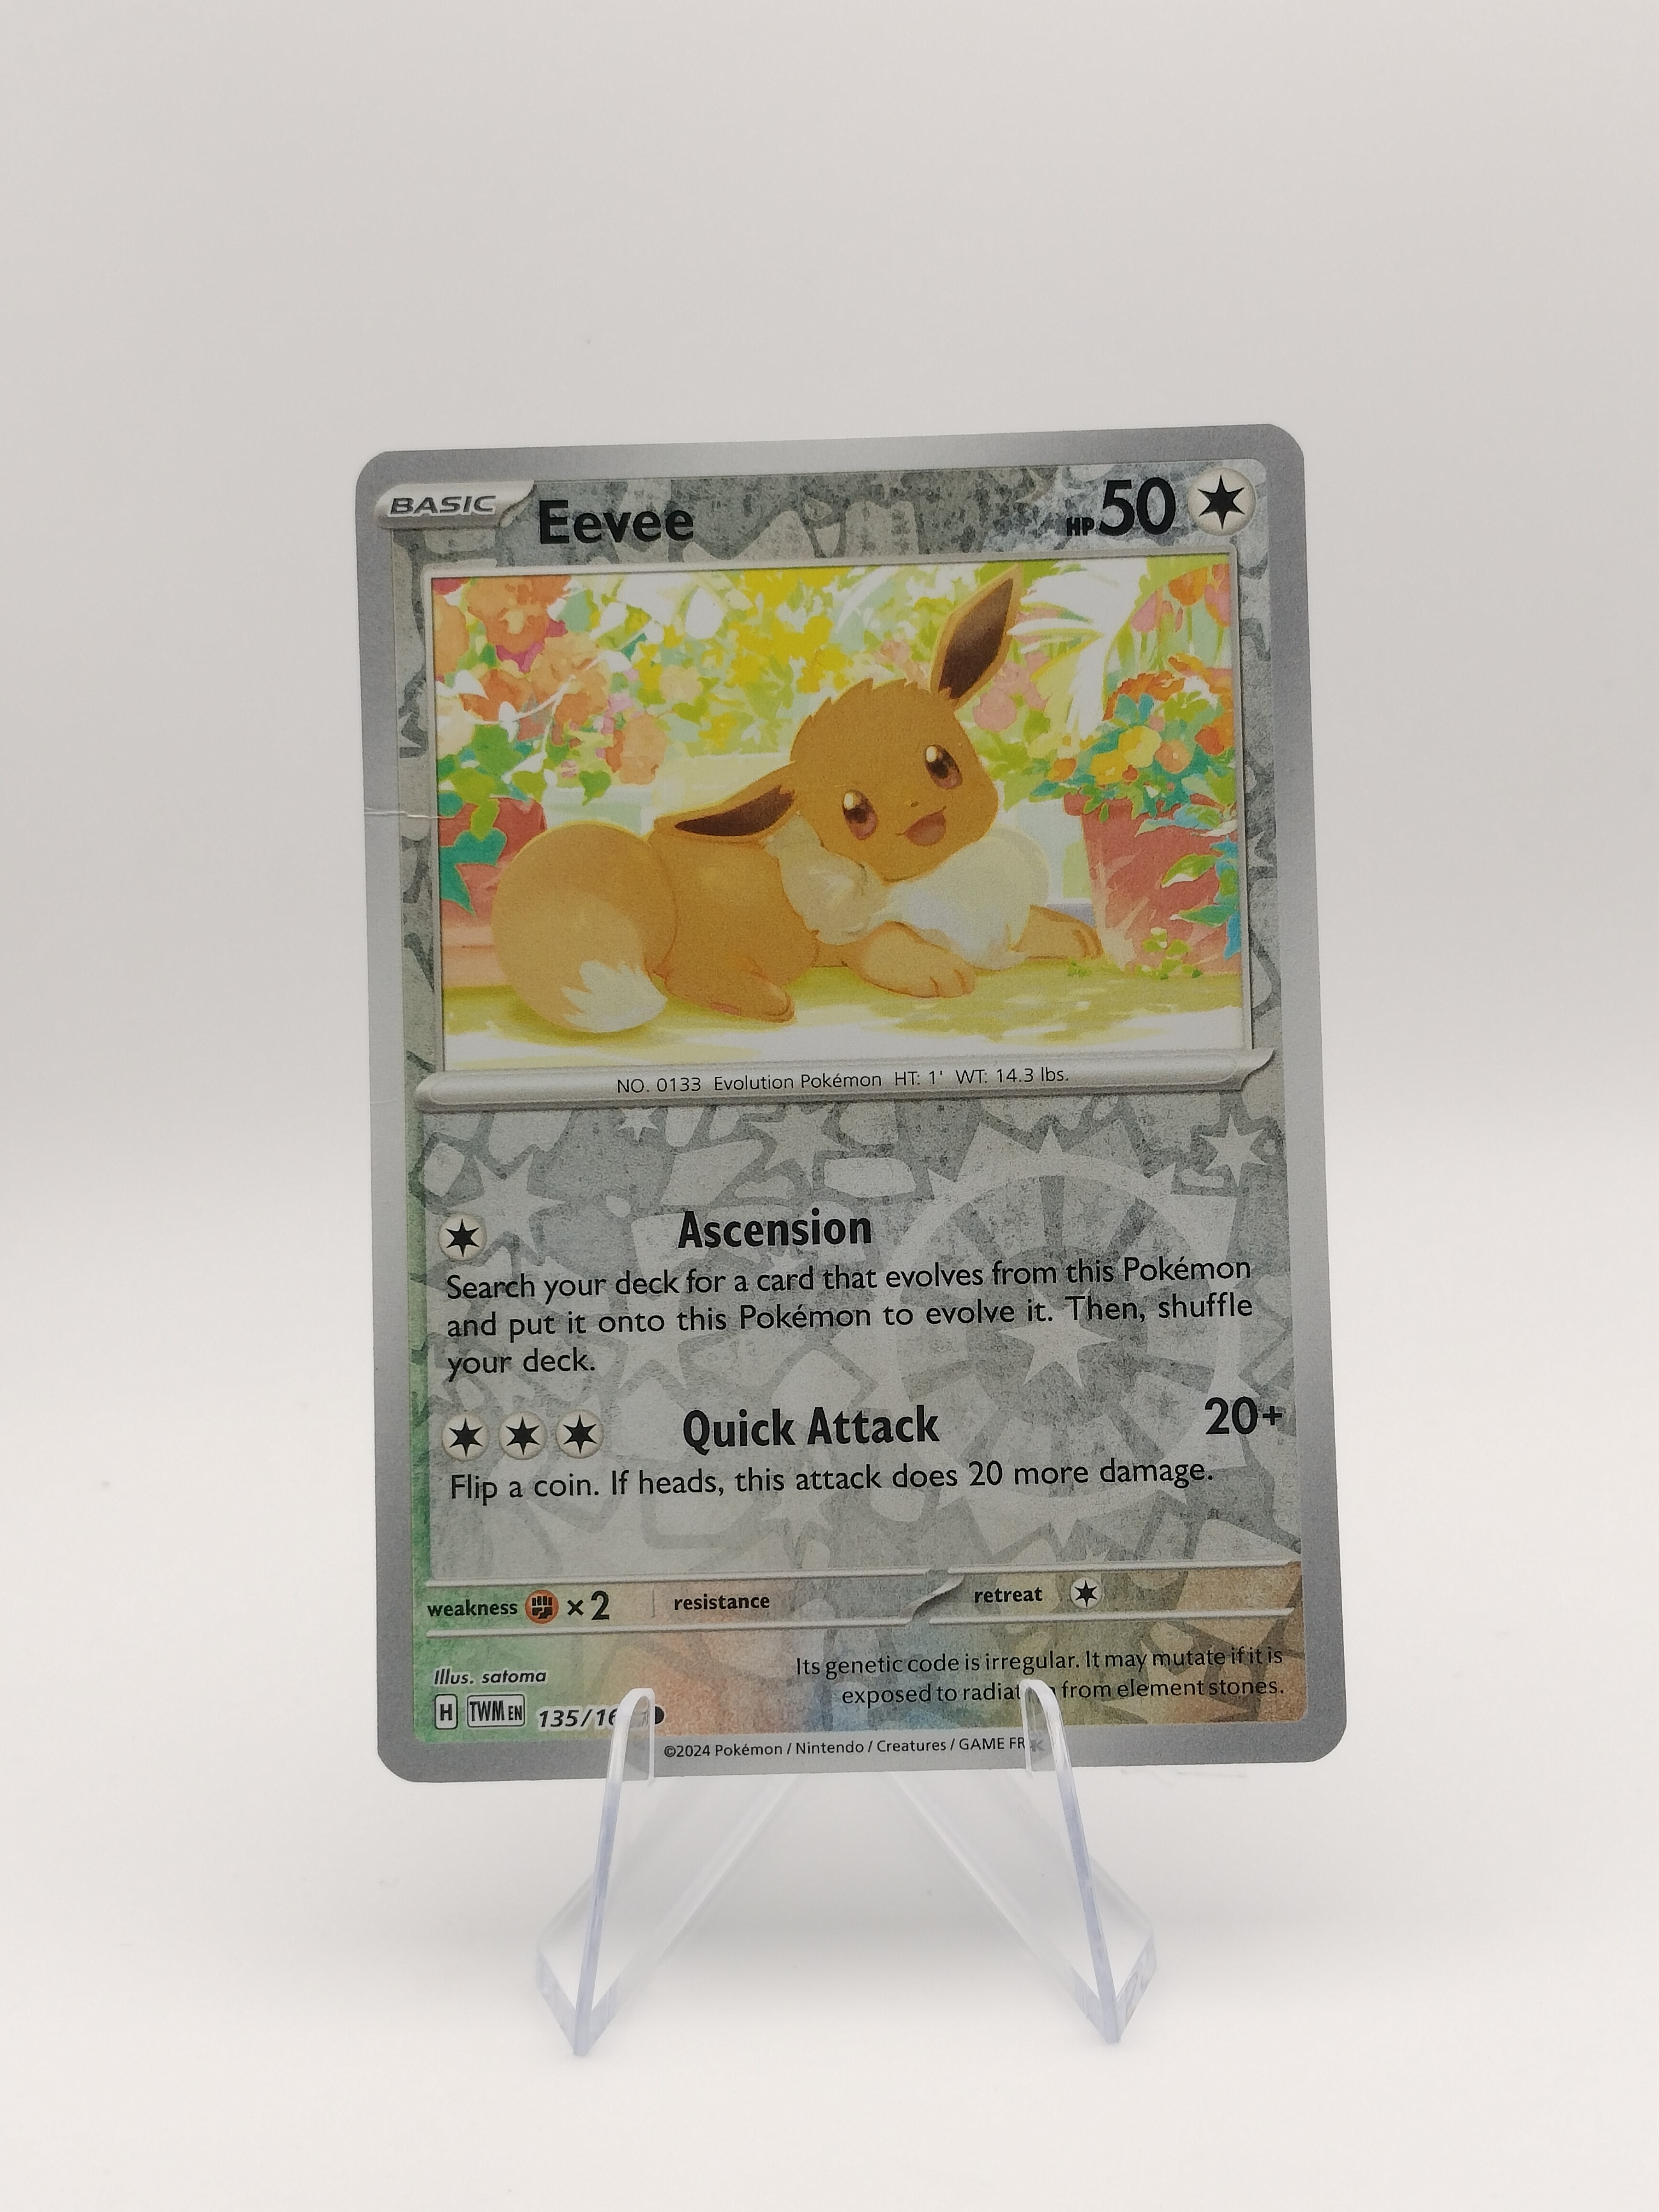 BASIC Eevee HP 50
NO. 0133 Evolution Pokémon HT: 1' WT: 14.3 lbs.
Ascension
Search your deck for a card that evolves from this Pokémon
and put it onto this Pokémon to evolve it. Then, shuffle
your deck.
Quick Attack 20+
Flip a coin. If heads, this attack does 20 more damage.
weakness ×2 resistance retreat
Illus. satoma
Its genetic code is irregular. It may mutate if it is
exposed to from element stones.
H TWM EN
©2024 Pokémon / Nintendo / Creatures / GAME